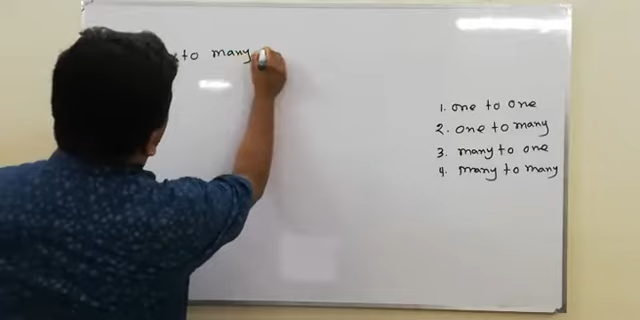 to many
1. one to one
2. one to many
3. many to one
4. many to many